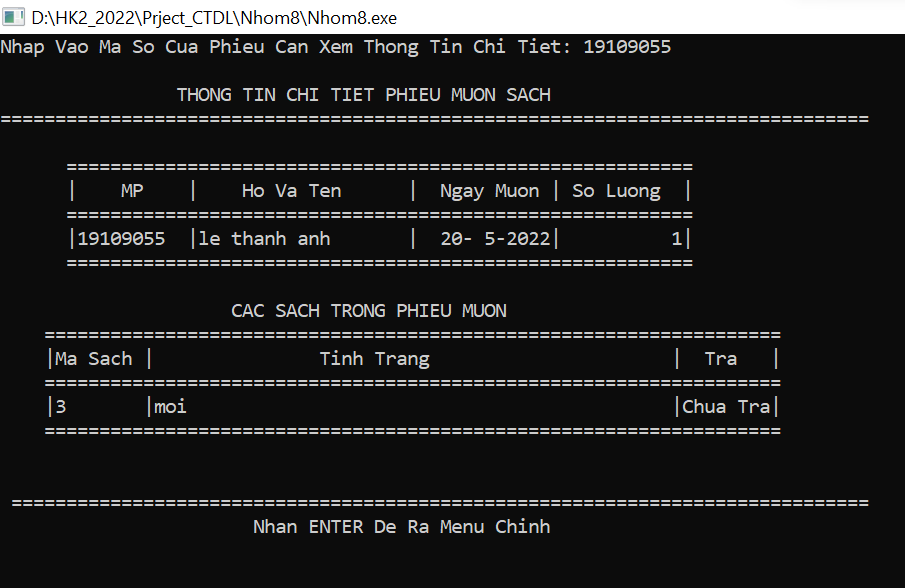 D:\HK2_2022\Prject_CTDL\Nhom8\Nhom8.exe
Nhap Vao Ma So Cua Phieu Can Xem Thong Tin Chi Tiet: 19109055
THONG TIN CHI TIET PHIEU MUON SACH
===============================================================================
=========================================================
|    MP    |    Ho Va Ten      |  Ngay Muon | So Luong  |
=========================================================
|19109055  |le thanh anh       |  20- 5-2022|          1|
=========================================================
CAC SACH TRONG PHIEU MUON
===================================================================
|Ma Sach |               Tinh Trang                      |  Tra   |
===================================================================
|3       |moi                                            |Chua Tra|
===================================================================
==============================================================================
Nhan ENTER De Ra Menu Chinh